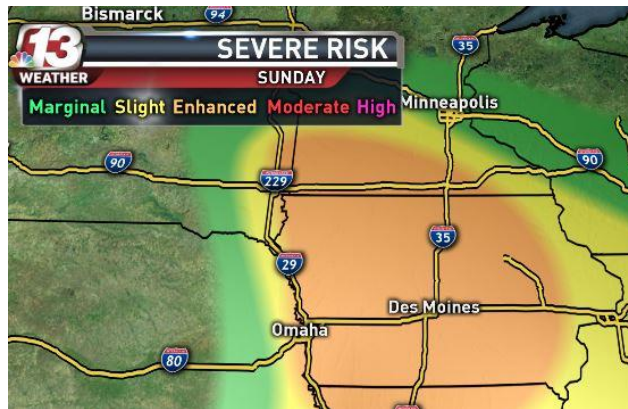 Bismarck
94
13
WEATHER
SEVERE RISK
SUNDAY
Marginal Slight Enhanced Moderate High
35
Minneapolis
90
90
229
35
29
Des Moines
Omaha
80